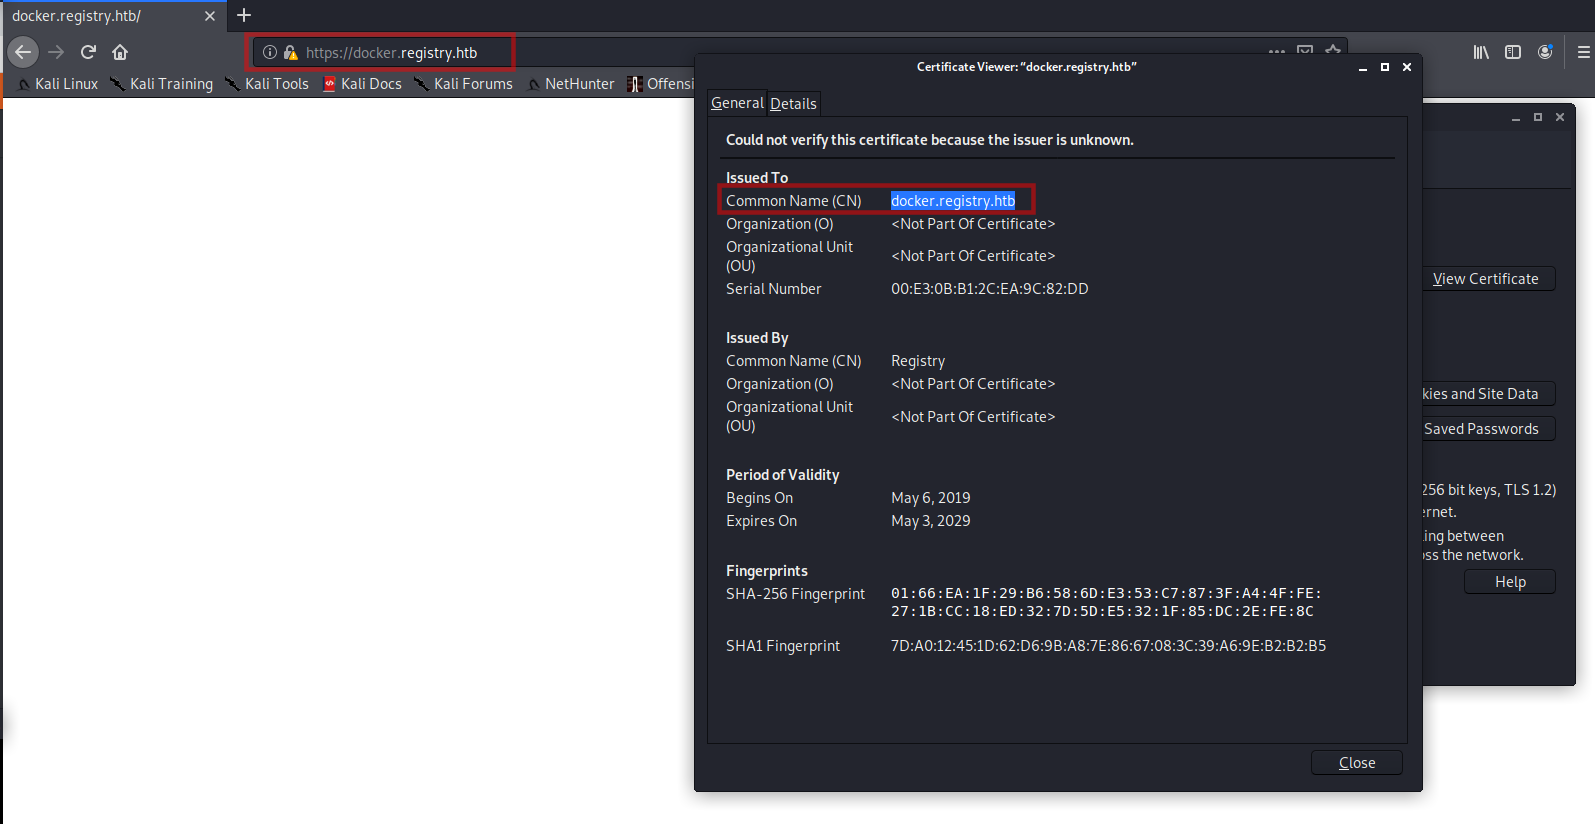 docker.registry.htb/
https://docker.registry.htb
Kali Linux Kali Training Kali Tools Kali Docs Kali Forums NetHunter Offensi
Certificate Viewer: “docker.registry.htb”
General Details
Could not verify this certificate because the issuer is unknown.
Issued To
Common Name (CN) docker.registry.htb
Organization (O) <Not Part Of Certificate>
Organizational Unit
(OU) <Not Part Of Certificate>
Serial Number 00:E3:0B:B1:2C:EA:9C:82:DD
Issued By
Common Name (CN) Registry
Organization (O) <Not Part Of Certificate>
Organizational Unit
(OU) <Not Part Of Certificate>
Period of Validity
Begins On May 6, 2019
Expires On May 3, 2029
Fingerprints
SHA-256 Fingerprint 01:66:EA:1F:29:B6:58:6D:E3:53:C7:87:3F:A4:4F:FE:
27:1B:CC:18:ED:32:7D:5D:E5:32:1F:85:DC:2E:FE:8C
SHA1 Fingerprint 7D:A0:12:45:1D:62:D6:9B:A8:7E:86:67:08:3C:39:A6:9E:B2:B2:B5
Close
View Certificate
kies and Site Data
Saved Passwords
256 bit keys, TLS 1.2)
ernet.
ling between
oss the network.
Help